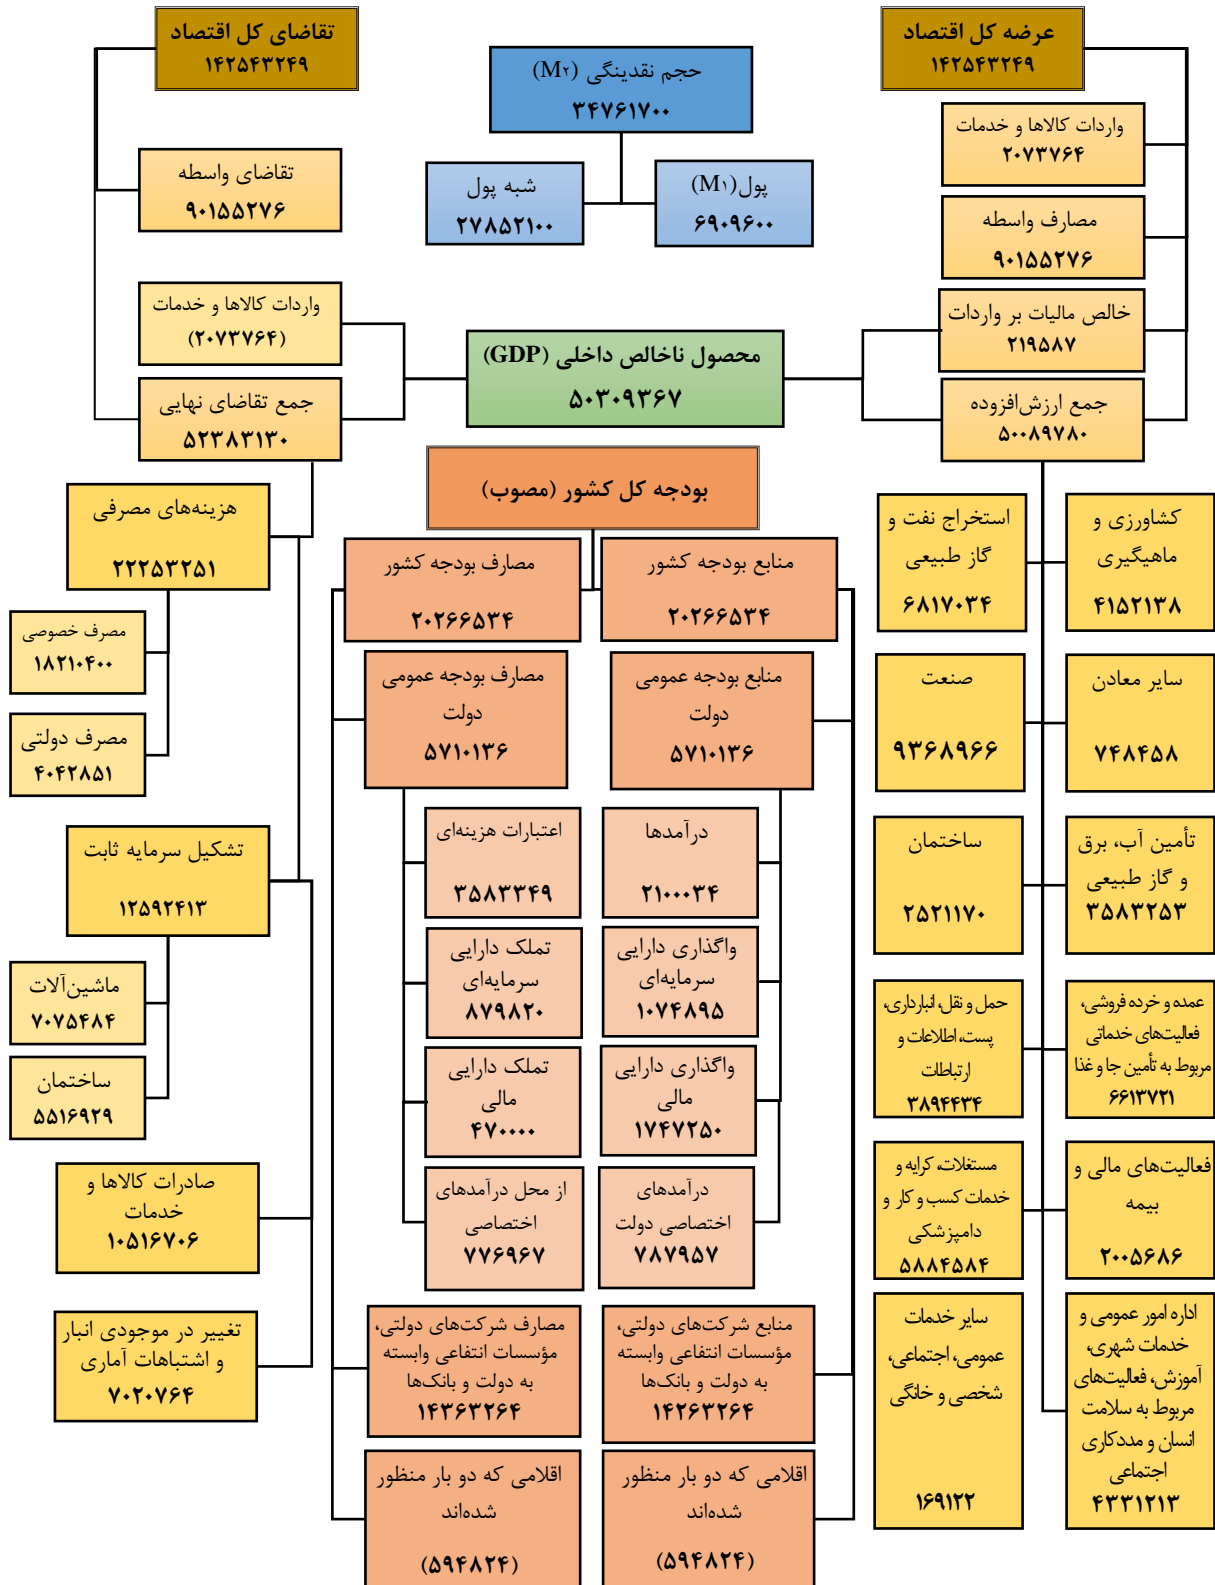 عرضه کل اقتصاد
۱۴۲۵۴۳۲۴۹
واردات کالاها و خدمات
۲۰۷۳۷۶۴
مصارف واسطه
۹۰۱۵۵۲۷۶
خالص مالیات بر واردات
۲۱۹۵۸۷
جمع ارزش‌افزوده
۵۰۰۸۹۷۸۰
کشاورزی و
ماهیگیری
۴۱۵۲۱۳۸
استخراج نفت و
گاز طبیعی
۶۸۱۷۰۳۴
سایر معادن
۷۴۸۴۵۸
صنعت
۹۳۶۸۹۶۶
تأمین آب، برق
و گاز طبیعی
۳۵۸۳۲۵۳
ساختمان
۲۵۲۱۱۷۰
عمده و خرده فروشی،
فعالیت‌های خدماتی
مربوط به تأمین جا و غذا
۶۶۱۳۷۲۱
حمل و نقل، انبارداری،
پست، اطلاعات و
ارتباطات
۳۸۹۴۴۳۴
فعالیت‌های مالی و
بیمه
۲۰۰۵۶۸۶
مستغلات، کرایه و
خدمات کسب و کار و
دامپزشکی
۵۸۸۴۵۸۴
اداره امور عمومی و
خدمات شهری،
آموزش، فعالیت‌های
مربوط به سلامت
انسان و مددکاری
اجتماعی
۴۳۳۱۲۱۳
سایر خدمات
عمومی، اجتماعی،
شخصی و خانگی
۱۶۹۱۲۲
حجم نقدینگی (M۲)
۳۴۷۶۱۷۰۰
پول(M۱)
۶۹۰۹۶۰۰
شبه پول
۲۷۸۵۲۱۰۰
محصول ناخالص داخلی (GDP)
۵۰۳۰۹۳۶۷
بودجه کل کشور (مصوب)
منابع بودجه کشور
۲۰۲۶۶۵۳۴
مصارف بودجه کشور
۲۰۲۶۶۵۳۴
منابع بودجه عمومی
دولت
۵۷۱۰۱۳۶
مصارف بودجه عمومی
دولت
۵۷۱۰۱۳۶
درآمدها
۲۱۰۰۰۳۴
اعتبارات هزینه‌ای
۳۵۸۳۳۴۹
واگذاری دارایی
سرمایه‌ای
۱۰۷۴۸۹۵
تملک دارایی
سرمایه‌ای
۸۷۹۸۲۰
واگذاری دارایی
مالی
۱۷۴۷۲۵۰
تملک دارایی
مالی
۴۷۰۰۰۰
درآمدهای
اختصاصی دولت
۷۸۷۹۵۷
از محل درآمدهای
اختصاصی
۷۷۶۹۶۷
منابع شرکت‌های دولتی،
مؤسسات انتفاعی وابسته
به دولت و بانک‌ها
۱۴۲۶۳۲۶۴
مصارف شرکت‌های دولتی،
مؤسسات انتفاعی وابسته
به دولت و بانک‌ها
۱۴۳۶۳۲۶۴
اقلامی که دو بار منظور
شده‌اند
(۵۹۴۸۲۴)
اقلامی که دو بار منظور
شده‌اند
(۵۹۴۸۲۴)
تقاضای کل اقتصاد
۱۴۲۵۴۳۲۴۹
تقاضای واسطه
۹۰۱۵۵۲۷۶
واردات کالاها و خدمات
(۲۰۷۳۷۶۴)
جمع تقاضای نهایی
۵۲۳۸۳۱۳۰
هزینه‌های مصرفی
۲۲۲۵۳۲۵۱
مصرف خصوصی
۱۸۲۱۰۴۰۰
مصرف دولتی
۴۰۴۲۸۵۱
تشکیل سرمایه ثابت
۱۲۵۹۲۴۱۳
ماشین‌آلات
۷۰۷۵۴۸۴
ساختمان
۵۵۱۶۹۲۹
صادرات کالاها و
خدمات
۱۰۵۱۶۷۰۶
تغییر در موجودی انبار
و اشتباهات آماری
۷۰۲۰۷۶۴